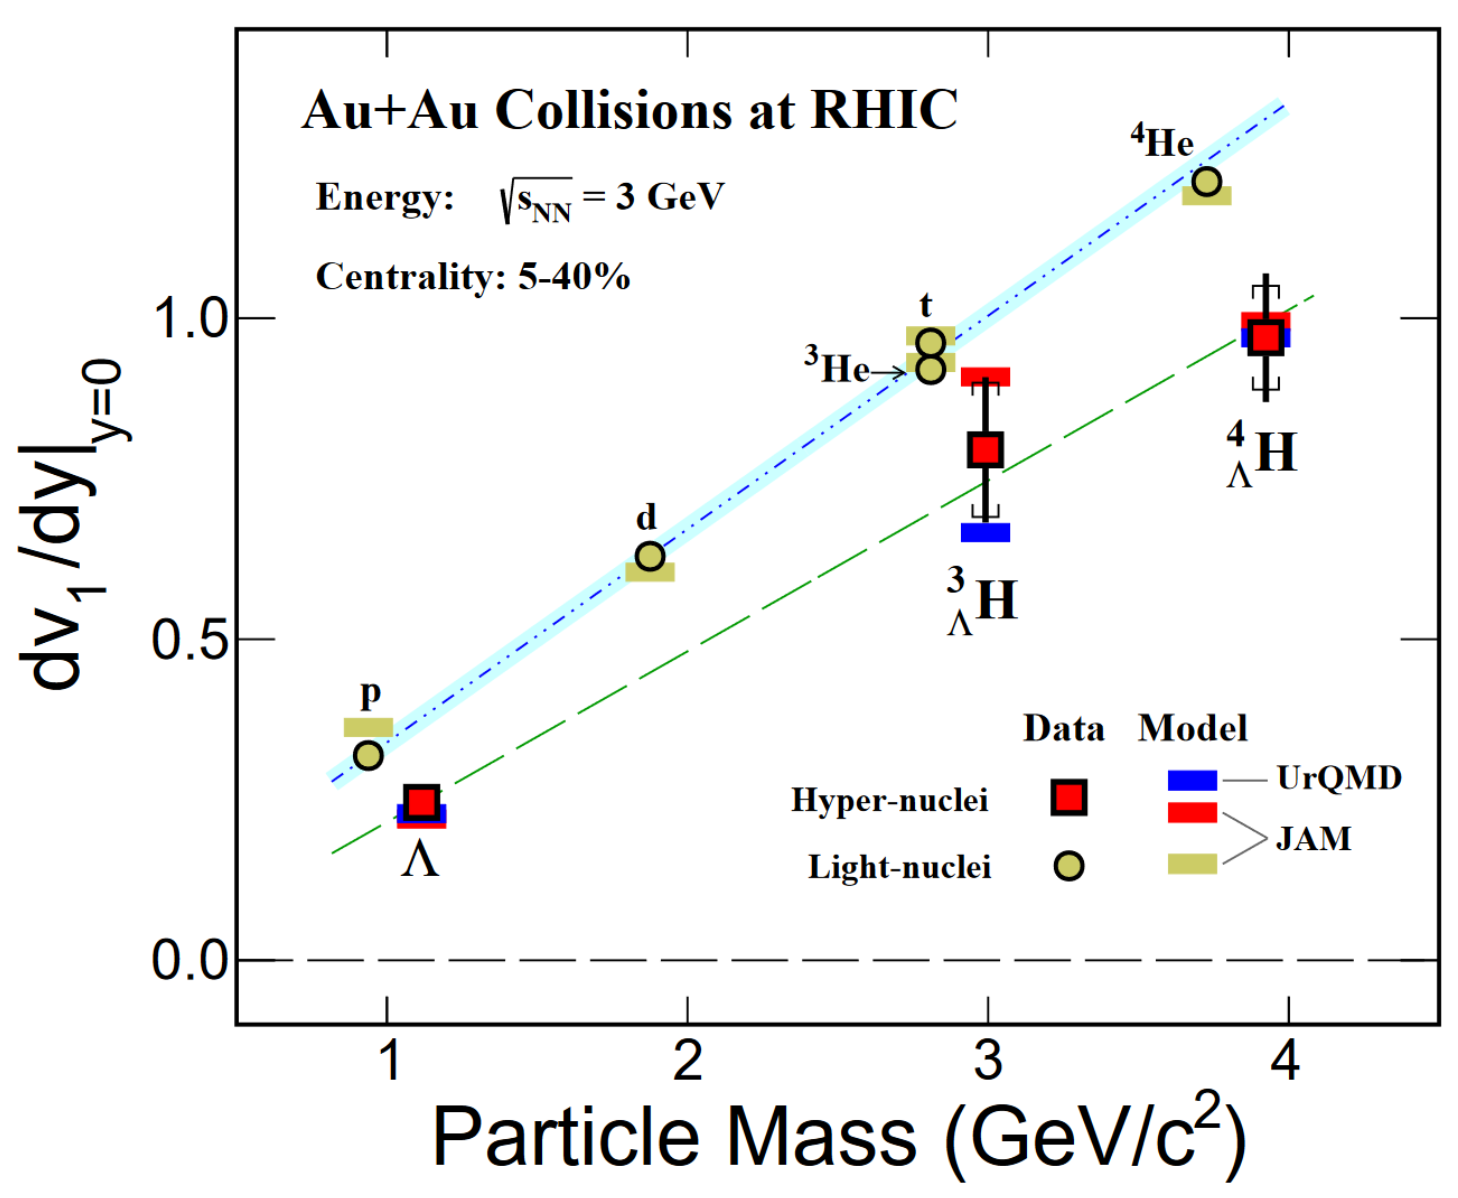 Au+Au Collisions at RHIC
Energy: √sNN = 3 GeV
Centrality: 5-40%
⁴He
t
³He→
d
p
Λ
³ΛH
⁴ΛH
Data Model
Hyper-nuclei
UrQMD
JAM
Light-nuclei
1.0
0.5
0.0
1 2 3 4
dv₁/dy|y=0
Particle Mass (GeV/c²)